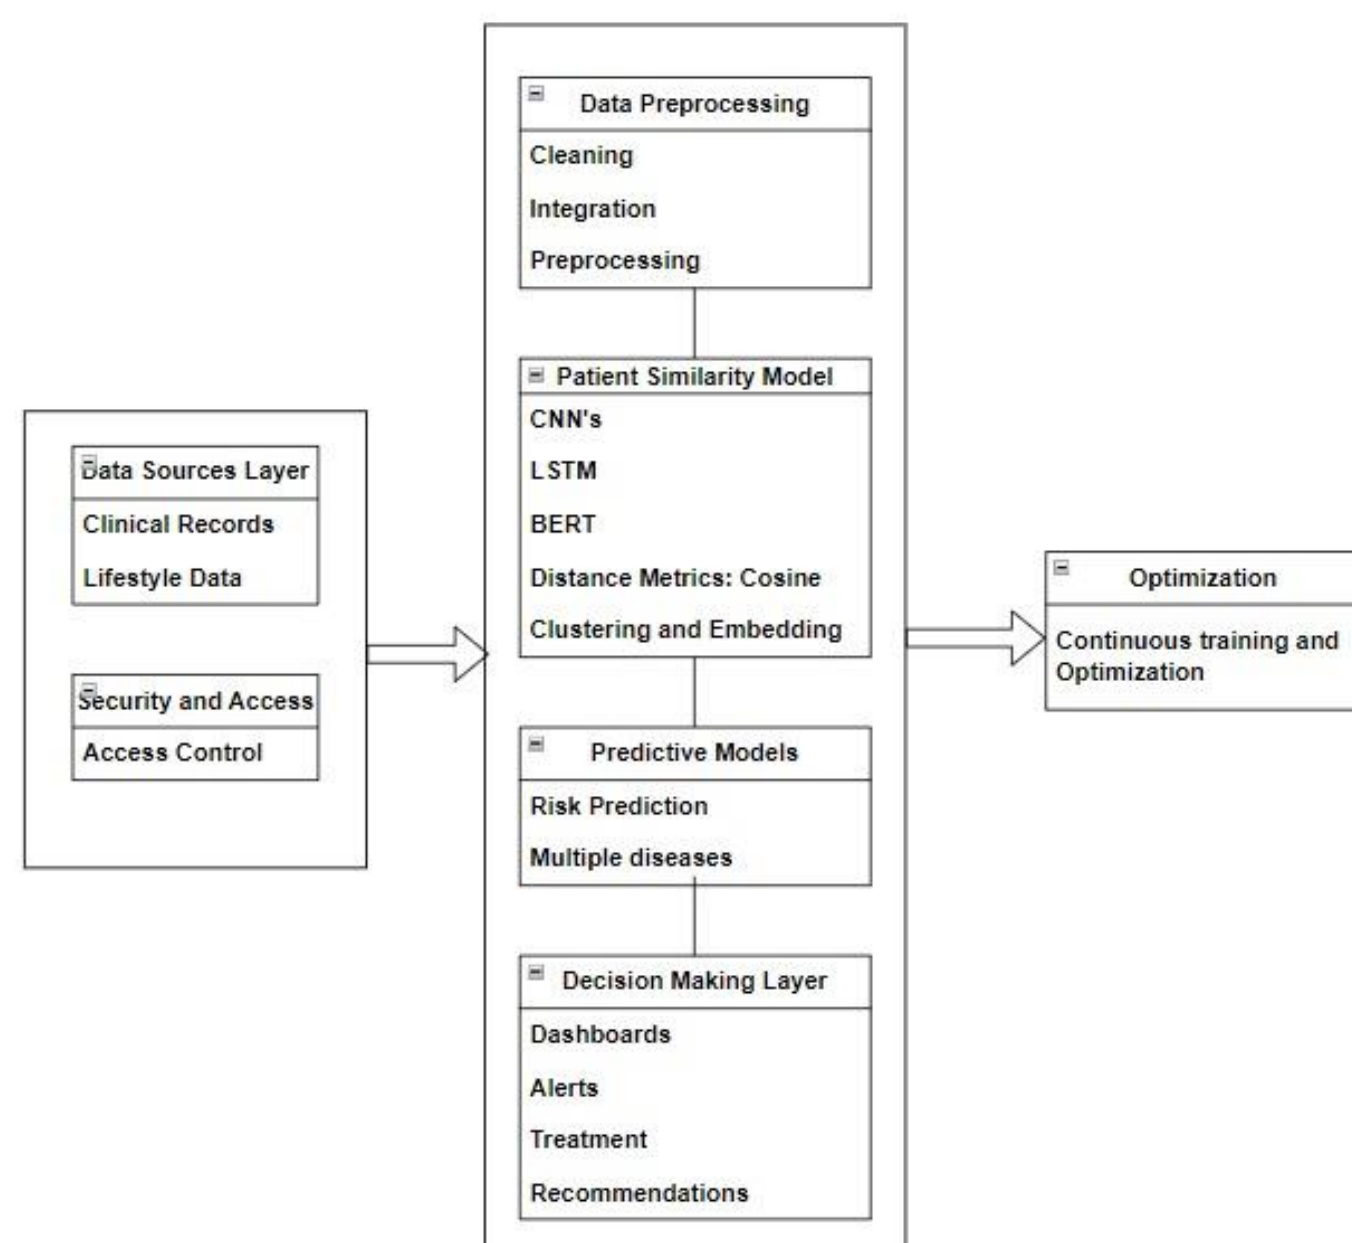 Data Sources Layer
Clinical Records
Lifestyle Data
Security and Access
Access Control
Data Preprocessing
Cleaning
Integration
Preprocessing
Patient Similarity Model
CNN's
LSTM
BERT
Distance Metrics: Cosine
Clustering and Embedding
Predictive Models
Risk Prediction
Multiple diseases
Decision Making Layer
Dashboards
Alerts
Treatment
Recommendations
Optimization
Continuous training and
Optimization